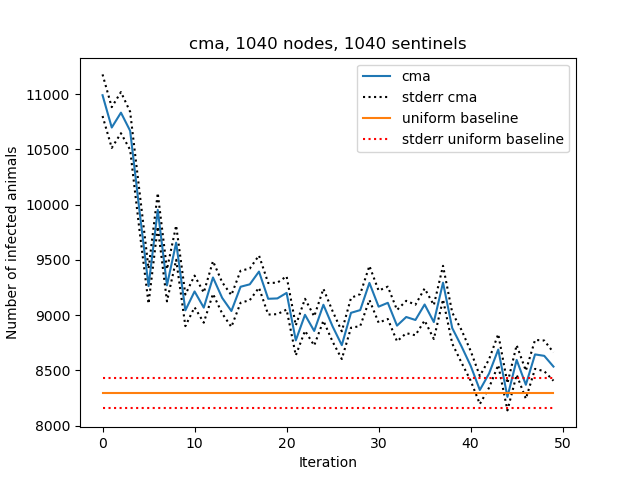 cma, 1040 nodes, 1040 sentinels
cma
stderr cma
uniform baseline
stderr uniform baseline
Number of infected animals
11000
10500
10000
9500
9000
8500
8000
0 10 20 30 40 50
Iteration